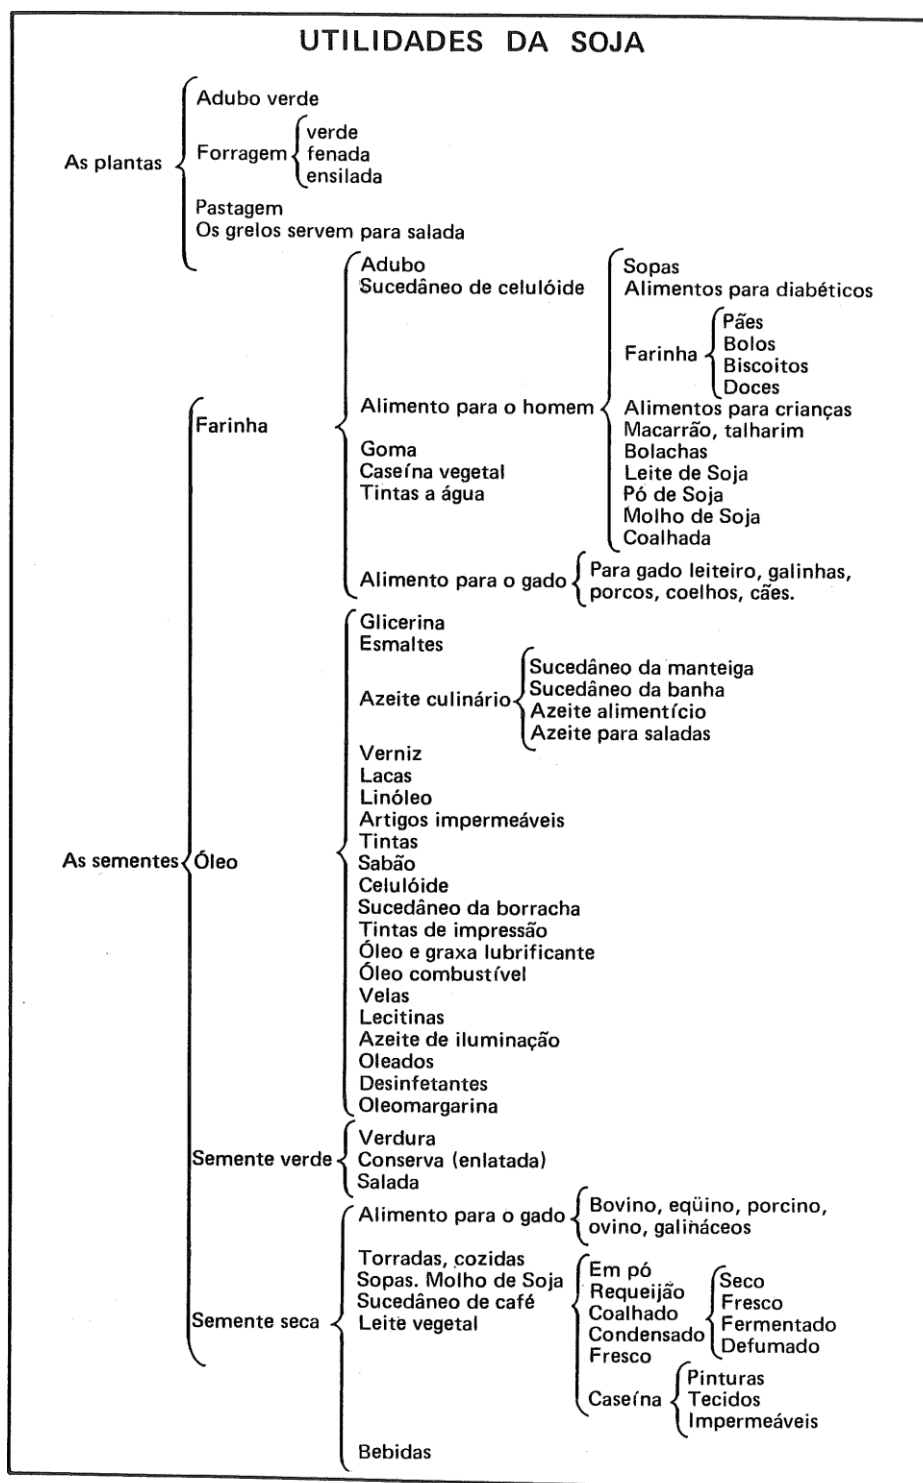 UTILIDADES DA SOJA
As plantas
Adubo verde
Forragem
verde
fenada
ensilada
Pastagem
Os grelos servem para salada
As sementes
Farinha
Adubo
Sucedâneo de celulóide
Alimento para o homem
Sopas
Alimentos para diabéticos
Farinha
Pães
Bolos
Biscoitos
Doces
Alimentos para crianças
Macarrão, talharim
Bolachas
Leite de Soja
Pó de Soja
Molho de Soja
Coalhada
Goma
Caseína vegetal
Tintas a água
Alimento para o gado
Para gado leiteiro, galinhas,
porcos, coelhos, cães.
Óleo
Glicerina
Esmaltes
Azeite culinário
Sucedâneo da manteiga
Sucedâneo da banha
Azeite alimentício
Azeite para saladas
Verniz
Lacas
Linóleo
Artigos impermeáveis
Tintas
Sabão
Celulóide
Sucedâneo da borracha
Tintas de impressão
Óleo e graxa lubrificante
Óleo combustível
Velas
Lecitinas
Azeite de iluminação
Oleados
Desinfetantes
Oleomargarina
Semente verde
Verdura
Conserva (enlatada)
Salada
Semente seca
Alimento para o gado
Bovino, eqüino, porcino,
ovino, galináceos
Torradas, cozidas
Sopas. Molho de Soja
Sucedâneo de café
Leite vegetal
Em pó
Requeijão
Coalhado
Condensado
Fresco
Seco
Fresco
Fermentado
Defumado
Caseína
Pinturas
Tecidos
Impermeáveis
Bebidas